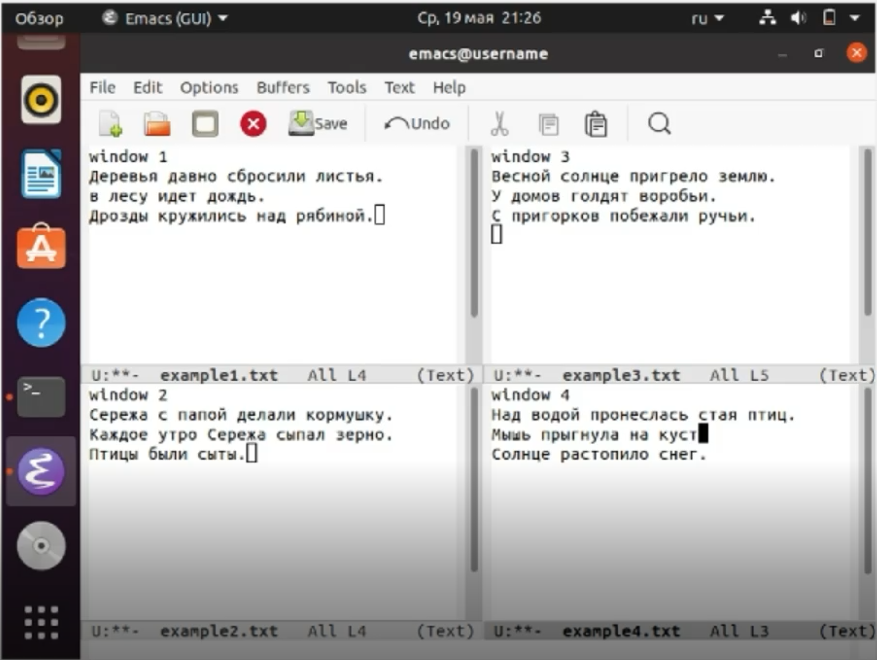 Обзор
Emacs (GUI)
Ср, 19 мая 21:26
ru
emacs@username
File Edit Options Buffers Tools Text Help
Save Undo
window 1
Деревья давно сбросили листья.
в лесу идет дождь.
Дрозды кружились над рябиной.
U:**- example1.txt All L4 (Text)
window 3
Весной солнце пригрело землю.
У домов голдят воробьи.
С пригорков побежали ручьи.
U:**- example3.txt All L5 (Text)
window 2
Сережа с папой делали кормушку.
Каждое утро Сережа сыпал зерно.
Птицы были сыты.
U:**- example2.txt All L4 (Text)
window 4
Над водой пронеслась стая птиц.
Мышь прыгнула на куст
Солнце растопило снег.
U:**- example4.txt All L3 (Text)